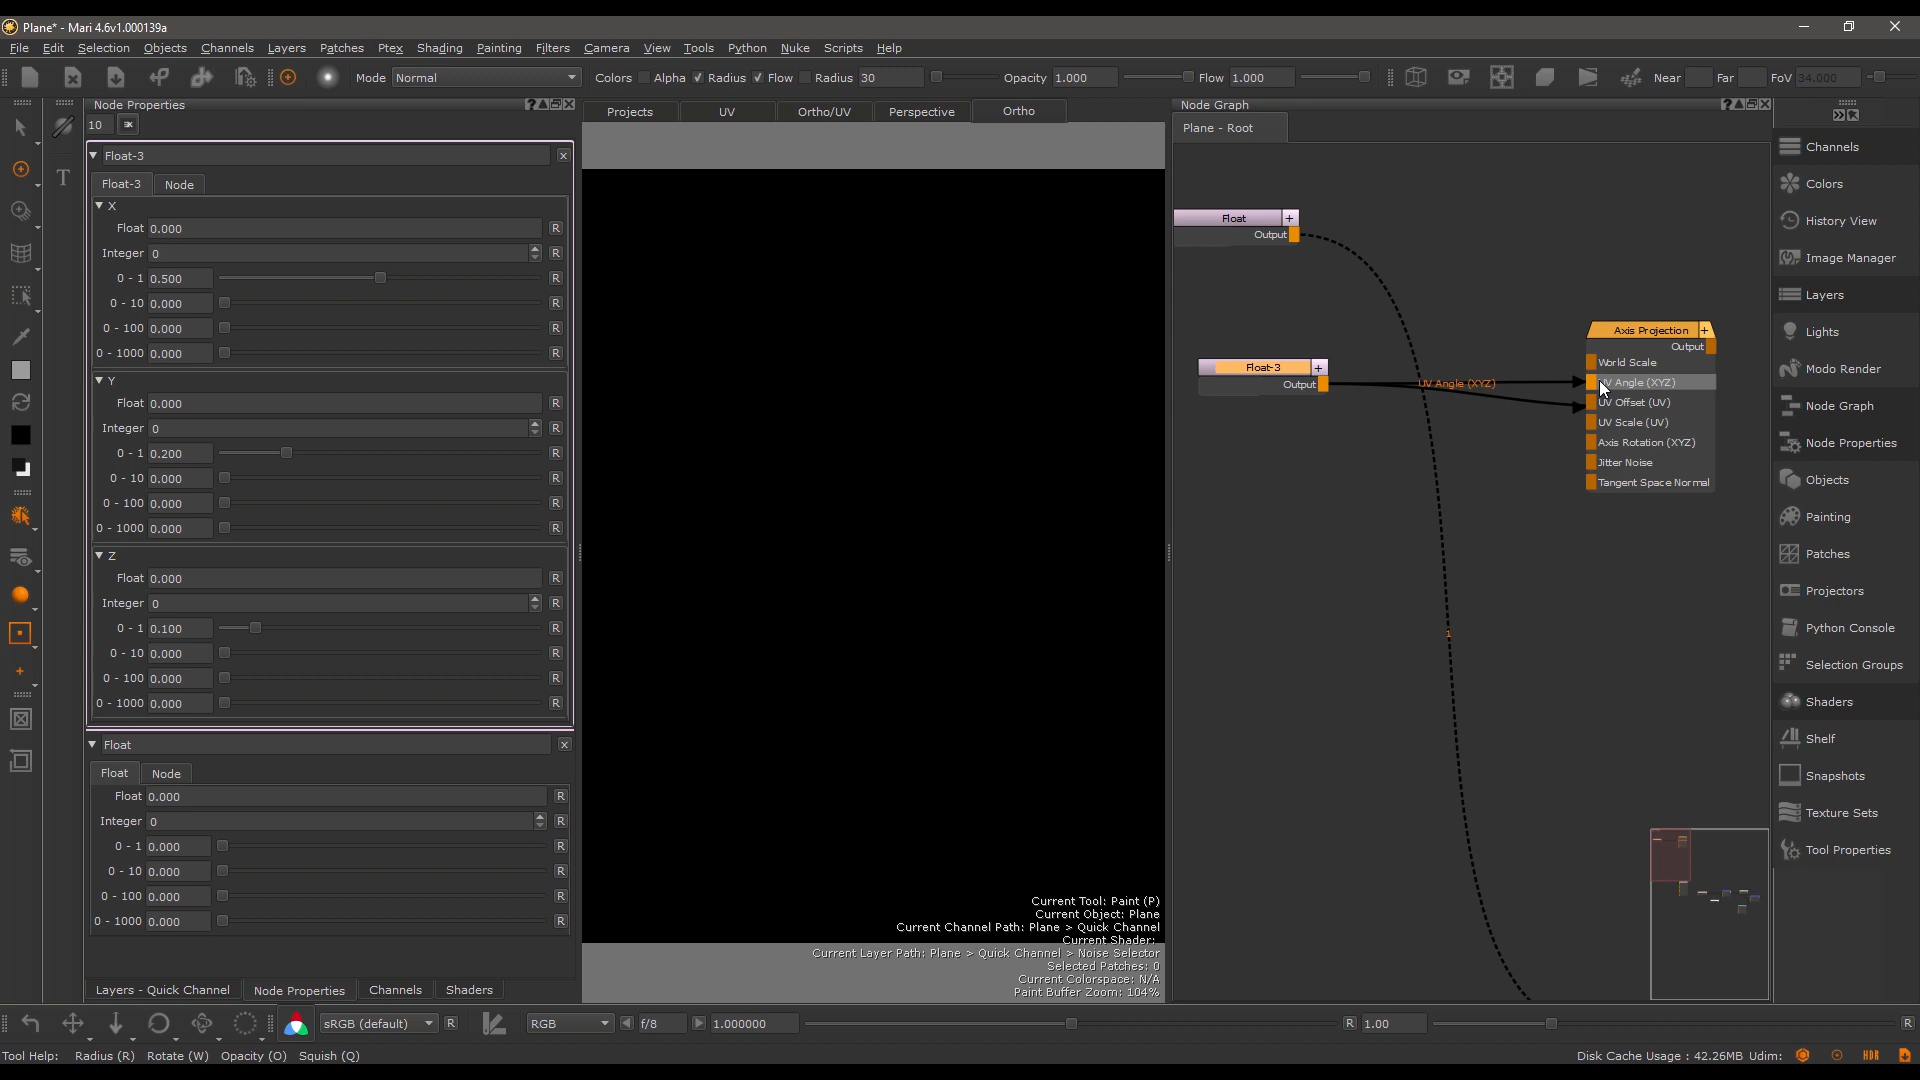 Plane* - Mari 4.6v1.000139a
File Edit Selection Objects Channels Layers Patches Ptex Shading Painting Filters Camera View Tools Python Nuke Scripts Help
Mode Normal Colors Alpha Radius Flow Radius 30 Opacity 1.000 Flow 1.000 Near Far FoV 34.000
Node Properties
10
Float-3
Float-3 Node
X
Float 0.000 R
Integer 0 R
0 - 1 0.500 R
0 - 10 0.000 R
0 - 100 0.000 R
0 - 1000 0.000 R
Y
Float 0.000 R
Integer 0 R
0 - 1 0.200 R
0 - 10 0.000 R
0 - 100 0.000 R
0 - 1000 0.000 R
Z
Float 0.000 R
Integer 0 R
0 - 1 0.100 R
0 - 10 0.000 R
0 - 100 0.000 R
0 - 1000 0.000 R
Float
Float Node
Float 0.000 R
Integer 0 R
0 - 1 0.000 R
0 - 10 0.000 R
0 - 100 0.000 R
0 - 1000 0.000 R
Layers - Quick Channel Node Properties Channels Shaders
Projects UV Ortho/UV Perspective Ortho
Current Tool: Paint (P)
Current Object: Plane
Current Channel Path: Plane > Quick Channel
Current Shader:
Current Layer Path: Plane > Quick Channel > Noise Selector
Selected Patches: 0
Current Colorspace: N/A
Paint Buffer Zoom: 104%
Node Graph
Plane - Root
Float +
Output
Float-3 +
Output
UV Angle (XYZ)
1
Axis Projection +
Output
World Scale
UV Angle (XYZ)
UV Offset (UV)
UV Scale (UV)
Axis Rotation (XYZ)
Jitter Noise
Tangent Space Normal
Channels
Colors
History View
Image Manager
Layers
Lights
Modo Render
Node Graph
Node Properties
Objects
Painting
Patches
Projectors
Python Console
Selection Groups
Shaders
Shelf
Snapshots
Texture Sets
Tool Properties
sRGB (default) R RGB f/8 1.000000 R 1.00 R
Tool Help: Radius (R) Rotate (W) Opacity (O) Squish (Q)
Disk Cache Usage : 42.26MB Udim: HDR